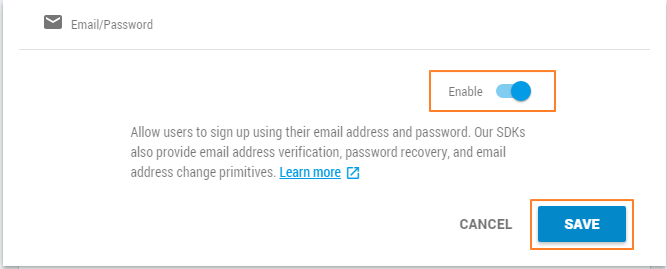 Email/Password
Enable
Allow users to sign up using their email address and password. Our SDKs
also provide email address verification, password recovery, and email
address change primitives. Learn more
CANCEL SAVE